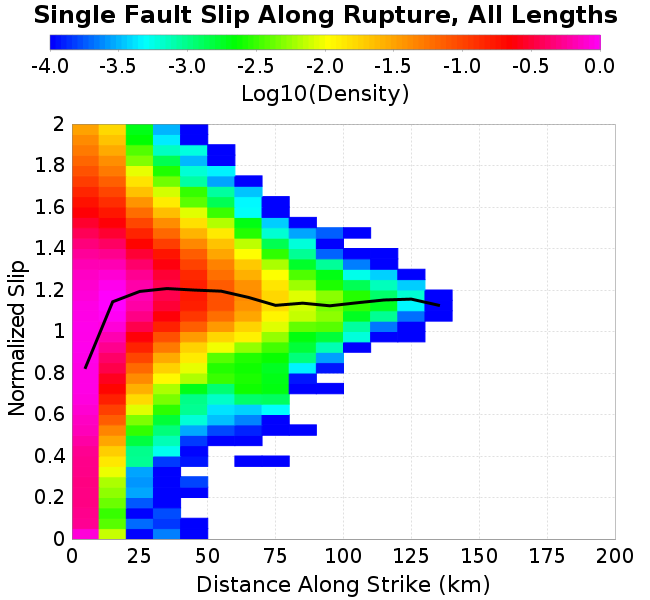 Single Fault Slip Along Rupture, All Lengths
-4.0 -3.5 -3.0 -2.5 -2.0 -1.5 -1.0 -0.5 0.0
Log10(Density)
2
1.8
1.6
1.4
1.2
1
0.8
0.6
0.4
0.2
0
Normalized Slip
0 25 50 75 100 125 150 175 200
Distance Along Strike (km)